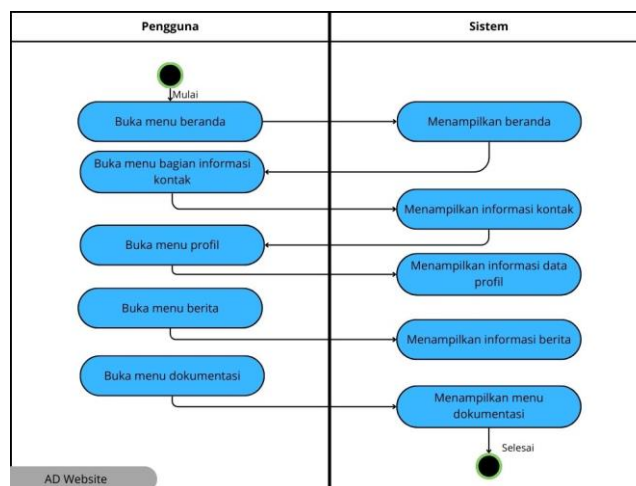 Pengguna
Sistem
Mulai
Buka menu beranda
Menampilkan beranda
Buka menu bagian informasi
kontak
Menampilkan informasi kontak
Buka menu profil
Menampilkan informasi data
profil
Buka menu berita
Menampilkan informasi berita
Buka menu dokumentasi
Menampilkan menu
dokumentasi
Selesai
AD Website